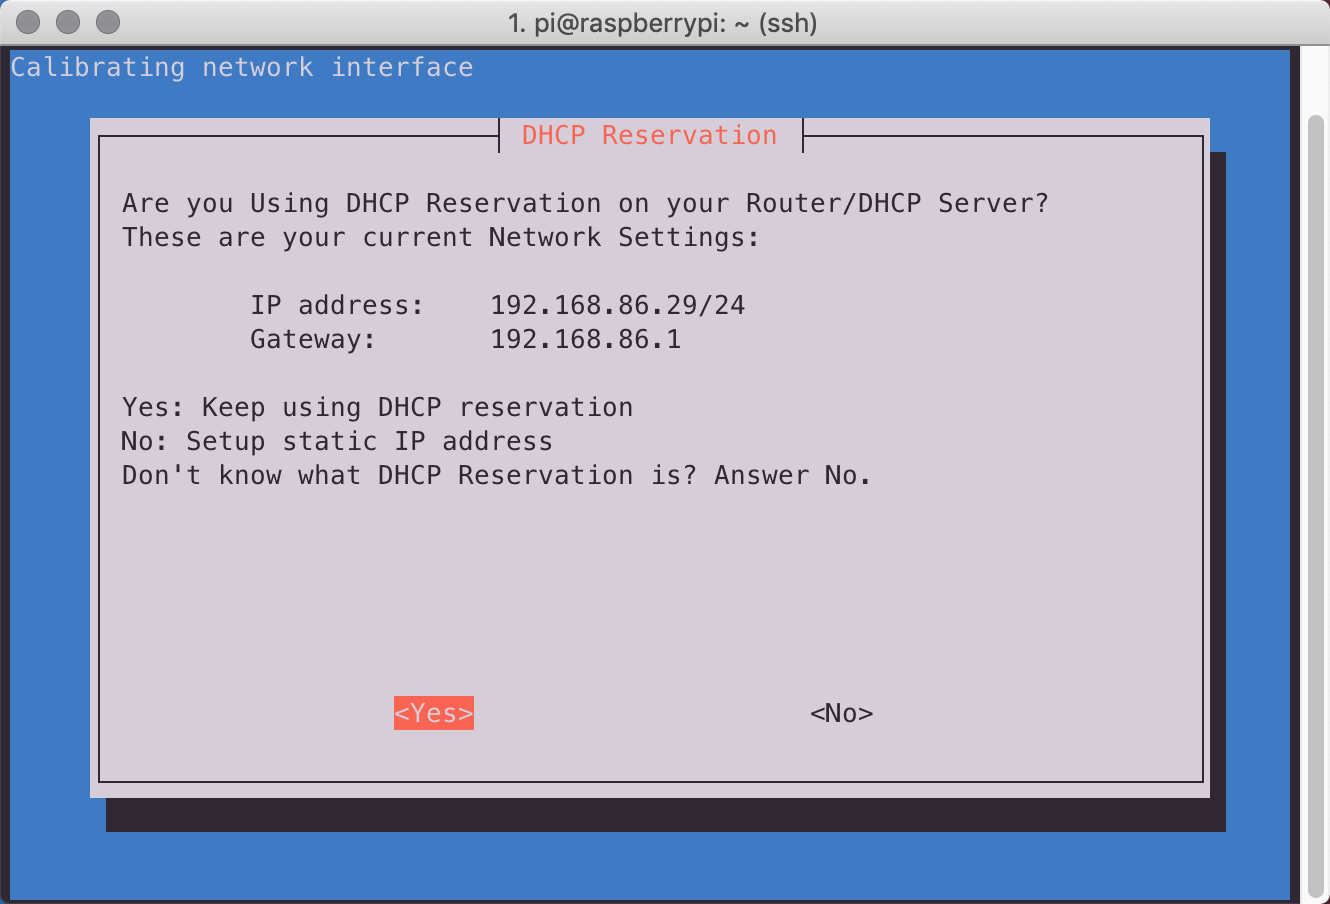 1. pi@raspberrypi: ~ (ssh)
Calibrating network interface
DHCP Reservation
Are you Using DHCP Reservation on your Router/DHCP Server?
These are your current Network Settings:
IP address:    192.168.86.29/24
Gateway:       192.168.86.1
Yes: Keep using DHCP reservation
No: Setup static IP address
Don't know what DHCP Reservation is? Answer No.
<Yes>                     <No>